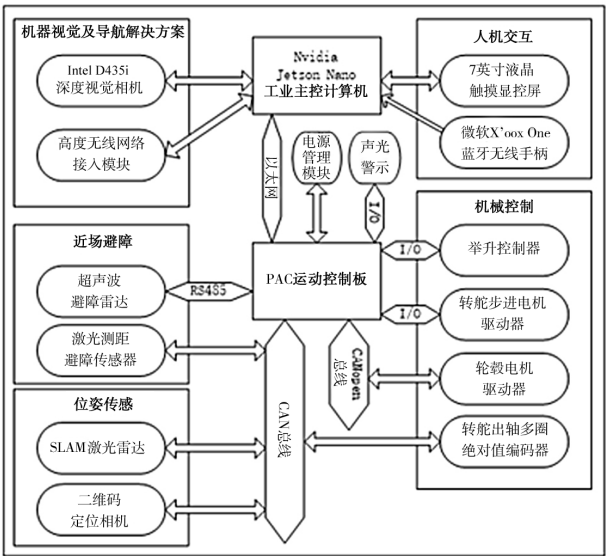 机器视觉及导航解决方案
Intel D435i
深度视觉相机
高度无线网络
接入模块
Nvidia
Jetson Nano
工业主控计算机
人机交互
7英寸液晶
触摸显控屏
微软X'oox One
蓝牙无线手柄
以太网
电源
管理
模块
声光
警示
I/O
近场避障
超声波
避障雷达
激光测距
避障传感器
RS485
PAC运动控制板
机械控制
I/O
举升控制器
I/O
转舵步进电机
驱动器
轮毂电机
驱动器
转舵出轴多圈
绝对值编码器
CANopen
总线
CAN总线
位姿传感
SLAM激光雷达
二维码
定位相机